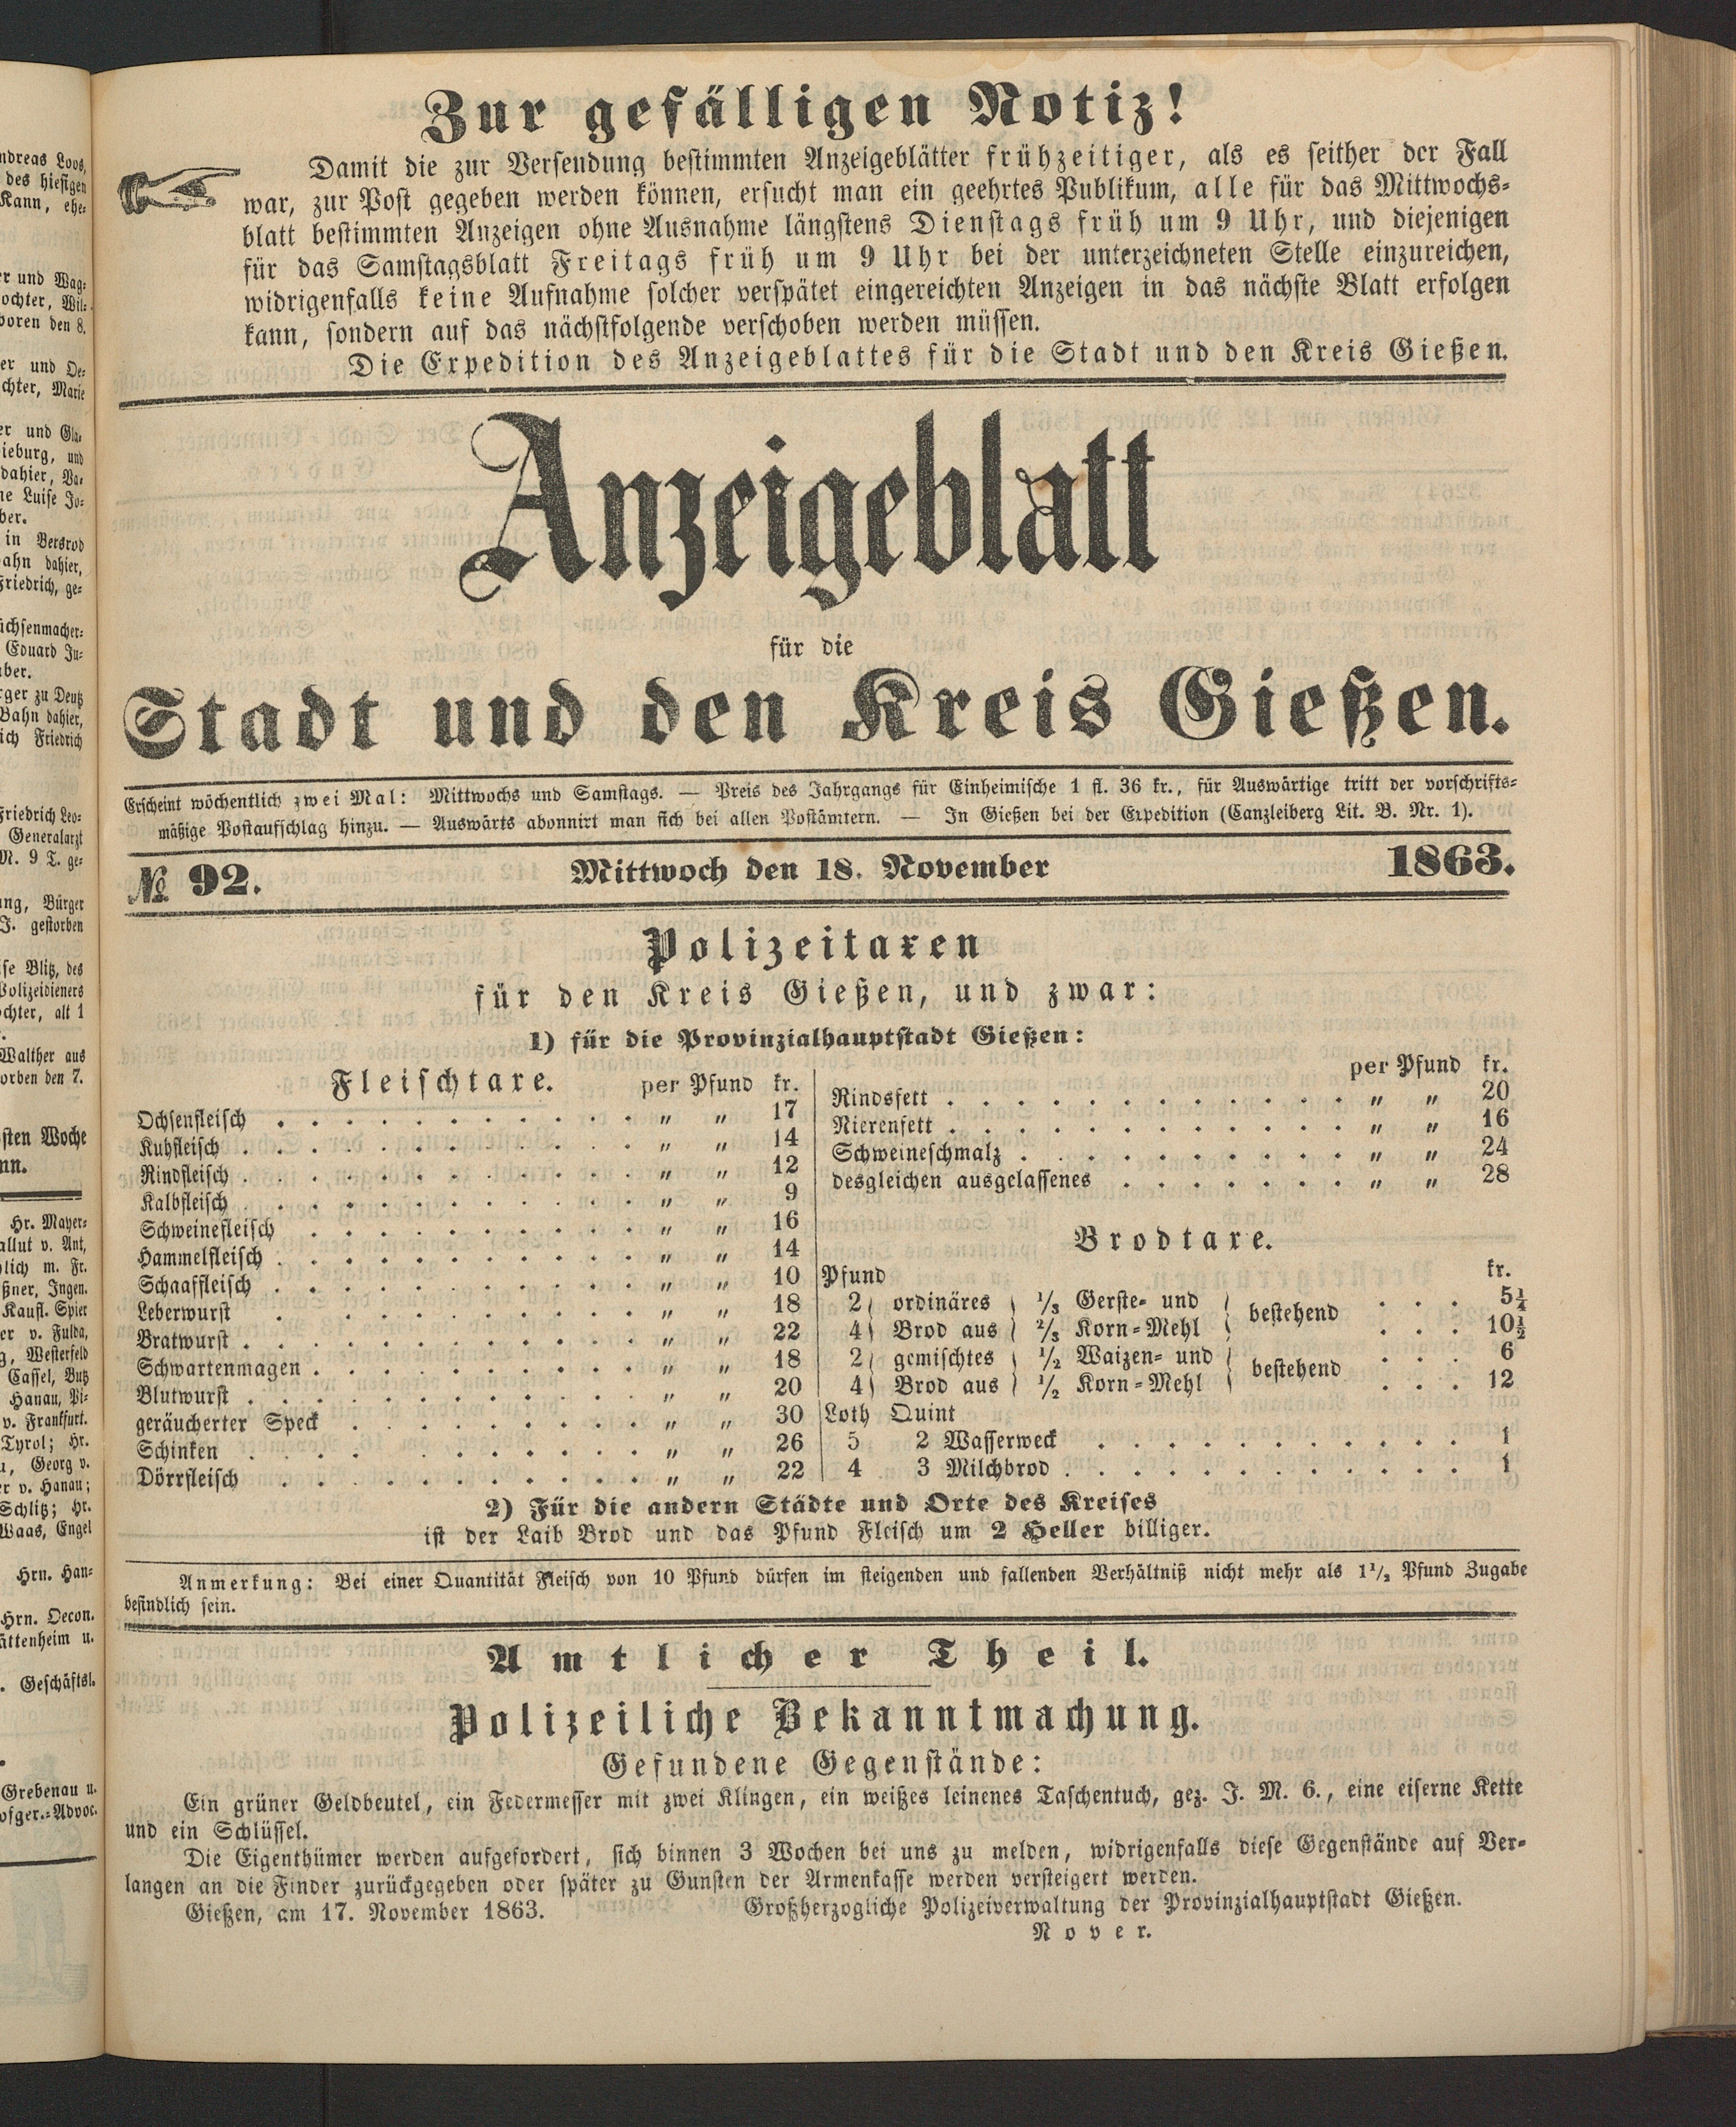 Zur gefälligen Notiz!
Damit die zur Versendung bestimmten Anzeigeblätter frühzeitiger, als es seither der Fall
war, zur Post gegeben werden können, ersucht man ein geehrtes Publikum, alle für das Mittwochs-
blatt bestimmten Anzeigen ohne Ausnahme längstens Dienstags früh um 9 Uhr, und diejenigen
für das Samstagsblatt Freitags früh um 9 Uhr bei der unterzeichneten Stelle einzureichen,
widrigenfalls keine Aufnahme solcher verspätet eingereichten Anzeigen in das nächste Blatt erfolgen
kann, sondern auf das nächstfolgende verschoben werden müssen.
Die Expedition des Anzeigeblattes für die Stadt und den Kreis Gießen.
Anzeigeblatt
für die
Stadt und den Kreis Gießen.
Erscheint wöchentlich zwei Mal: Mittwochs und Samstags. — Preis des Jahrgangs für Einheimische 1 fl. 36 kr., für Auswärtige tritt der vorschrifts-
mäßige Postaufschlag hinzu. — Auswärts abonnirt man sich bei allen Postämtern. — In Gießen bei der Expedition (Canzleiberg Lit. B. Nr. 1).
№ 92. Mittwoch den 18. November 1863.
Polizeitaxen
für den Kreis Gießen, und zwar:
1) für die Provinzialhauptstadt Gießen:
Fleischtaxe. per Pfund kr.
Ochsenfleisch . . . . . . . . . . . „ „ 17
Kuhfleisch . . . . . . . . . . . . „ „ 14
Rindfleisch . . . . . . . . . . . . „ „ 12
Kalbfleisch . . . . . . . . . . . . „ „ 9
Schweinefleisch . . . . . . . . . . „ „ 16
Hammelfleisch . . . . . . . . . . . „ „ 14
Schaaffleisch . . . . . . . . . . . „ „ 10
Leberwurst . . . . . . . . . . . „ „ 18
Bratwurst . . . . . . . . . . . . „ „ 22
Schwartenmagen . . . . . . . . . . „ „ 18
Blutwurst . . . . . . . . . . . . „ „ 20
geräucherter Speck . . . . . . . . „ „ 30
Schinken . . . . . . . . . . . . „ „ 26
Dörrfleisch . . . . . . . . . . . „ „ 22
per Pfund kr.
Rindsfett . . . . . . . . . . . . „ „ 20
Nierenfett . . . . . . . . . . . . „ „ 16
Schweineschmalz . . . . . . . . . . „ „ 24
desgleichen ausgelassenes . . . . . . . „ „ 28
Brodtaxe.
Pfund kr.
2) ordinäres ( 1/3 Gerste- und ) bestehend . . . 5¼
4) Brod aus ( 2/3 Korn-Mehl ) . . . 10½
2) gemischtes ( 1/2 Waizen- und ) bestehend . . . 6
4) Brod aus ( 1/2 Korn-Mehl ) . . . 12
Loth Quint
5 2 Wasserweck . . . . . . . . . . . 1
4 3 Milchbrod . . . . . . . . . . . . 1
2) Für die andern Städte und Orte des Kreises
ist der Laib Brod und das Pfund Fleisch um 2 Heller billiger.
Anmerkung: Bei einer Quantität Fleisch von 10 Pfund dürfen im steigenden und fallenden Verhältniß nicht mehr als 1½ Pfund Zugabe
befindlich sein.
Amtlicher Theil.
Polizeiliche Bekanntmachung.
Gefundene Gegenstände:
Ein grüner Geldbeutel, ein Federmesser mit zwei Klingen, ein weißes leinenes Taschentuch, gez. J. M. 6., eine eiserne Kette
und ein Schlüssel.
Die Eigenthümer werden aufgefordert, sich binnen 3 Wochen bei uns zu melden, widrigenfalls diese Gegenstände auf Ver-
langen an die Finder zurückgegeben oder später zu Gunsten der Armenkasse werden versteigert werden.
Gießen, am 17. November 1863. Großherzogliche Polizeiverwaltung der Provinzialhauptstadt Gießen.
Nover.